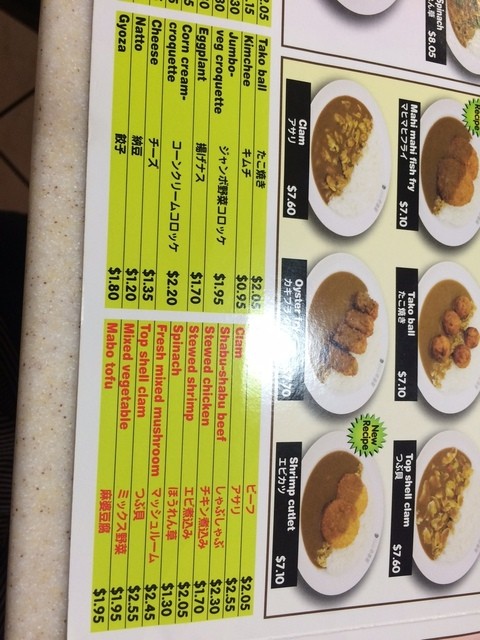 Spinach
$8.05
New Recipe
Recipe
Mahi mahi fish fry
マヒマヒフライ $7.10
Tako ball
たこ焼き $7.10
Top shell clam
つぶ貝 $7.60
Clam
アサリ $7.60
Oyster
カキフライ
Shrimp cutlet
エビカツ $7.10
Tako ball たこ焼き $2.05
Kimchee キムチ $0.95
Jumbo-
veg croquette ジャンボ野菜コロッケ $1.95
Eggplant 揚げナス $1.70
Corn cream-
croquette コーンクリームコロッケ $2.20
Cheese チーズ $1.35
Natto 納豆 $1.20
Gyoza 餃子 $1.80
ビーフ $2.05
Clam アサリ $2.55
Shabu-shabu beef しゃぶしゃぶ $2.30
Stewed chicken チキン煮込み $1.70
Stewed shrimp エビ煮込み $2.05
Spinach ほうれん草 $1.30
Fresh mixed mushroom マッシュルーム $2.45
Top shell clam つぶ貝 $2.55
Mixed vegetable ミックス野菜 $1.95
Mabo tofu 麻婆豆腐 $1.95